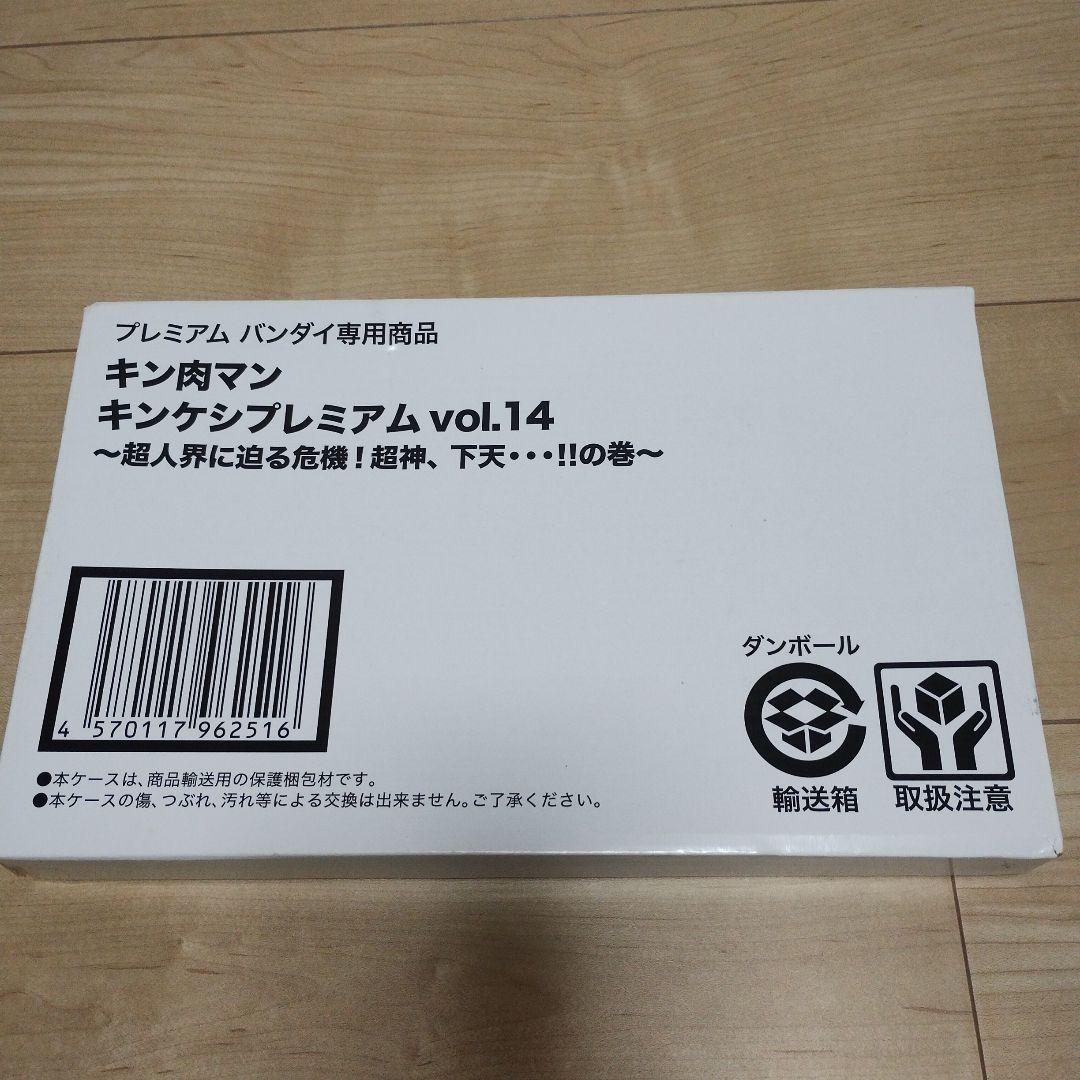 プレミアム バンダイ専用商品
キン肉マン
キンケシプレミアム vol.14
～超人界に迫る危機！超神、下天・・・!!の巻～
4 570117 962516
●本ケースは、商品輸送用の保護梱包材です。
●本ケースの傷、つぶれ、汚れ等による交換は出来ません。ご了承ください。
ダンボール
輸送箱
取扱注意